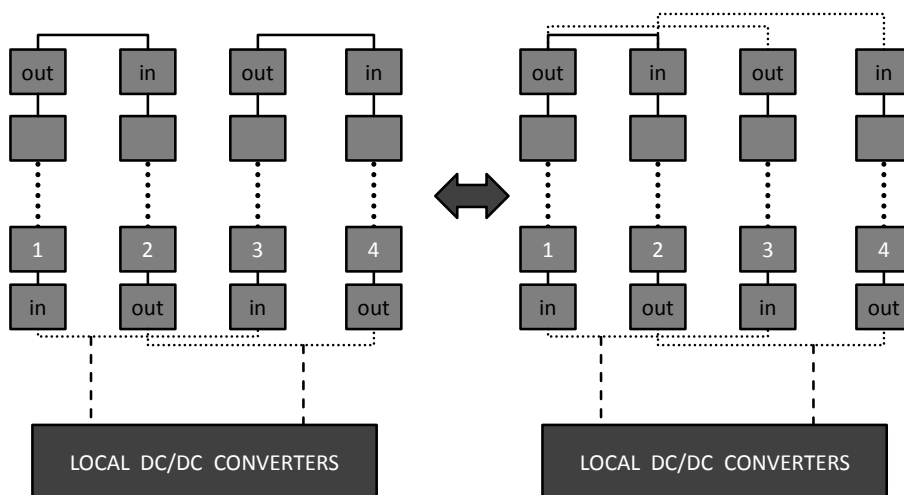 out in out in out in out in
1 2 3 4 1 2 3 4
in out in out in out in out
LOCAL DC/DC CONVERTERS LOCAL DC/DC CONVERTERS